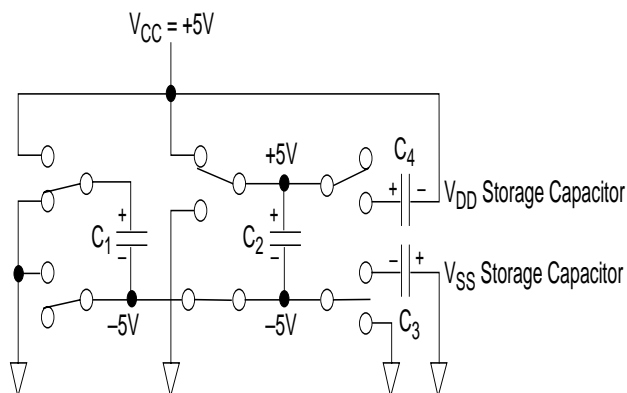 VCC = +5V
+5V
C4
+ −
VDD Storage Capacitor
+
C1
−
+
C2
−
− +
VSS Storage Capacitor
C3
−5V
−5V